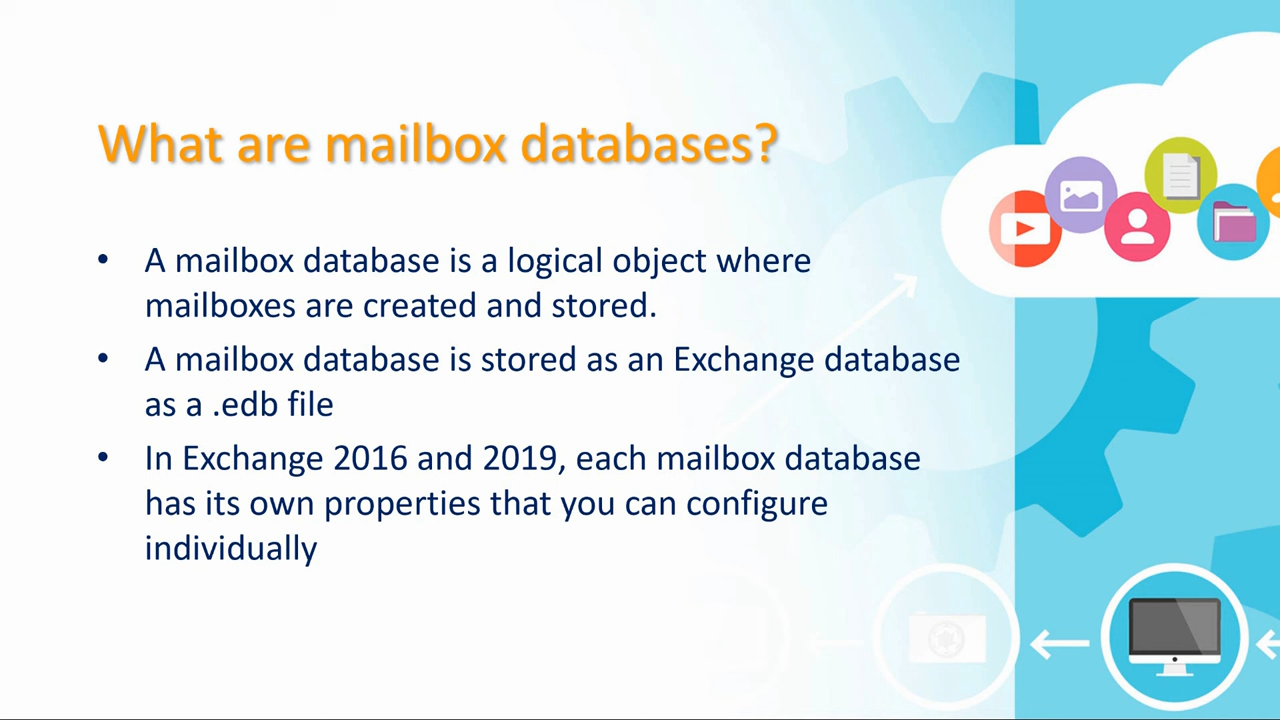 What are mailbox databases?
• A mailbox database is a logical object where
mailboxes are created and stored.
• A mailbox database is stored as an Exchange database
as a .edb file
• In Exchange 2016 and 2019, each mailbox database
has its own properties that you can configure
individually